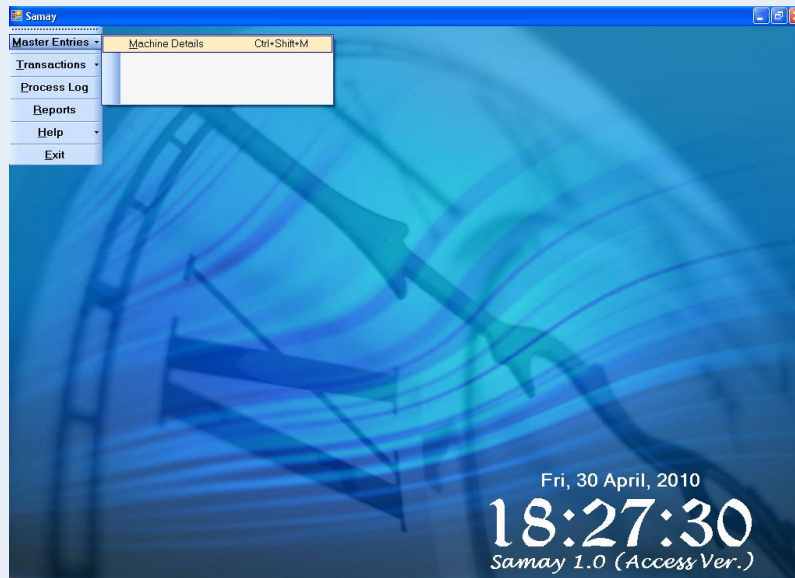 Samay
Master Entries
Machine Details Ctrl+Shift+M
Transactions
Process Log
Reports
Help
Exit
Fri, 30 April, 2010
18:27:30
Samay 1.0 (Access Ver.)